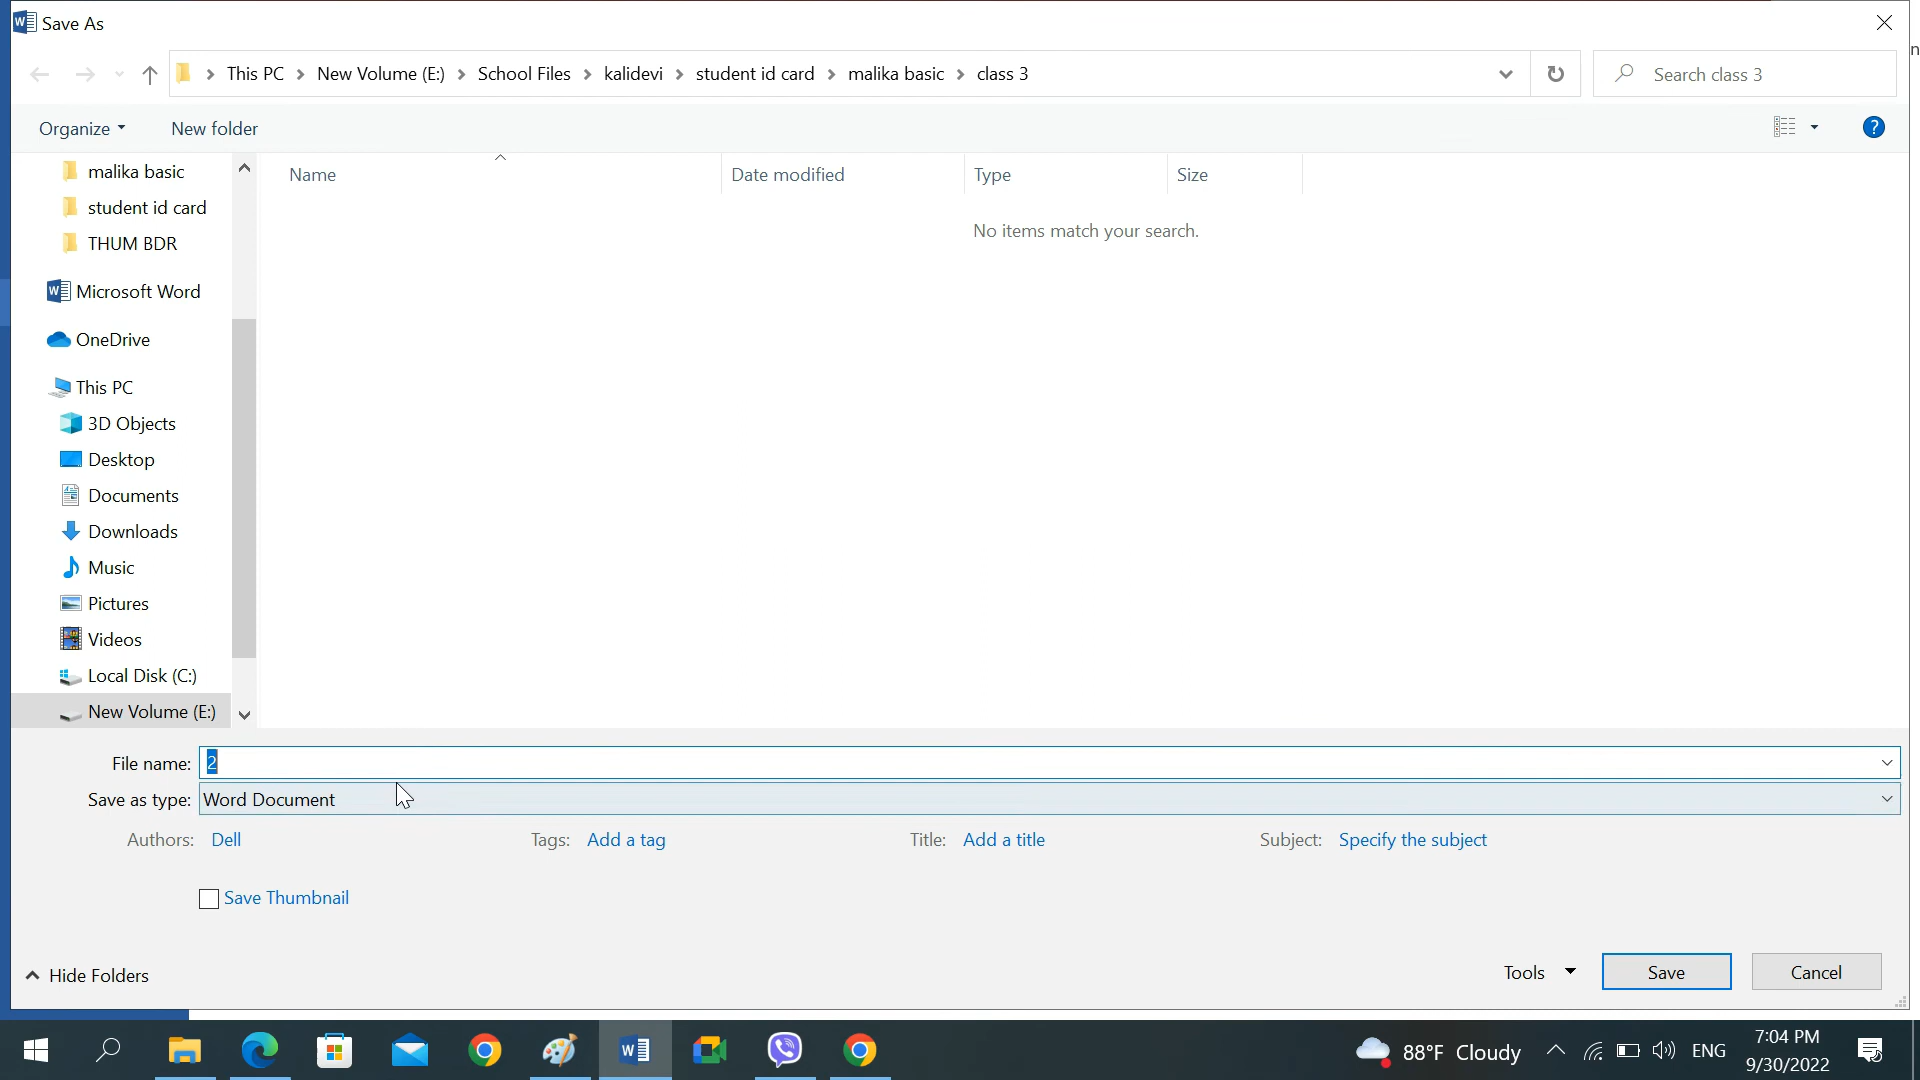 Save As
This PC > New Volume (E:) > School Files > kalidevi > student id card > malika basic > class 3
Search class 3
n
Organize
New folder
?
malika basic
student id card
THUM BDR
Microsoft Word
OneDrive
This PC
3D Objects
Desktop
Documents
Downloads
Music
Pictures
Videos
Local Disk (C:)
New Volume (E:)
Name
Date modified
Type
Size
No items match your search.
File name: 2
Save as type: Word Document
Authors: Dell
Tags: Add a tag
Title: Add a title
Subject: Specify the subject
Save Thumbnail
Hide Folders
Tools
Save
Cancel
88°F Cloudy
ENG
7:04 PM
9/30/2022